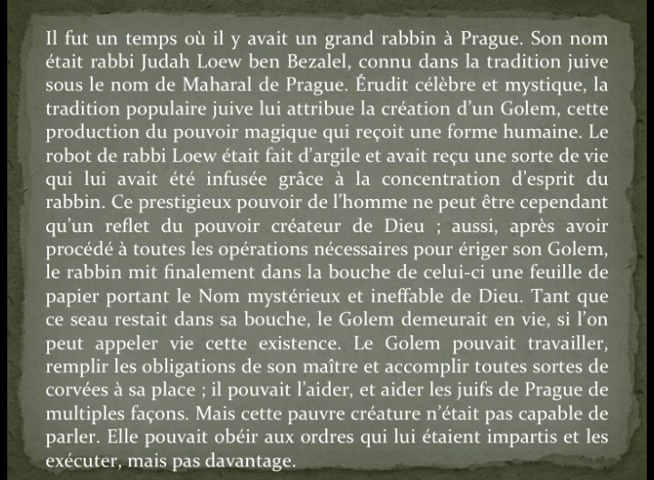 Il fut un temps où il y avait un grand rabbin à Prague. Son nom
était rabbi Judah Loew ben Bezalel, connu dans la tradition juive
sous le nom de Maharal de Prague. Érudit célèbre et mystique, la
tradition populaire juive lui attribue la création d'un Golem, cette
production du pouvoir magique qui reçoit une forme humaine. Le
robot de rabbi Loew était fait d'argile et avait reçu une sorte de vie
qui lui avait été infusée grâce à la concentration d'esprit du
rabbin. Ce prestigieux pouvoir de l'homme ne peut être cependant
qu'un reflet du pouvoir créateur de Dieu ; aussi, après avoir
procédé à toutes les opérations nécessaires pour ériger son Golem,
le rabbin mit finalement dans la bouche de celui-ci une feuille de
papier portant le Nom mystérieux et ineffable de Dieu. Tant que
ce seau restait dans sa bouche, le Golem demeurait en vie, si l'on
peut appeler vie cette existence. Le Golem pouvait travailler,
remplir les obligations de son maître et accomplir toutes sortes de
corvées à sa place ; il pouvait l'aider, et aider les juifs de Prague de
multiples façons. Mais cette pauvre créature n'était pas capable de
parler. Elle pouvait obéir aux ordres qui lui étaient impartis et les
exécuter, mais pas davantage.